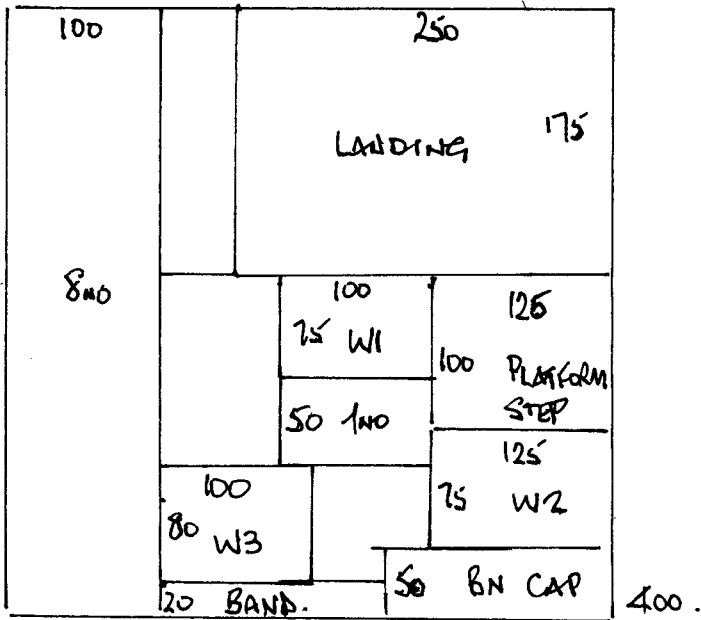 100
250
LANDING
175
8NO
100
75 W1
125
100 PLATFORM
STEP
50 1NO
125
75 W2
100
80 W3
20 BAND.
50 BN CAP
400.